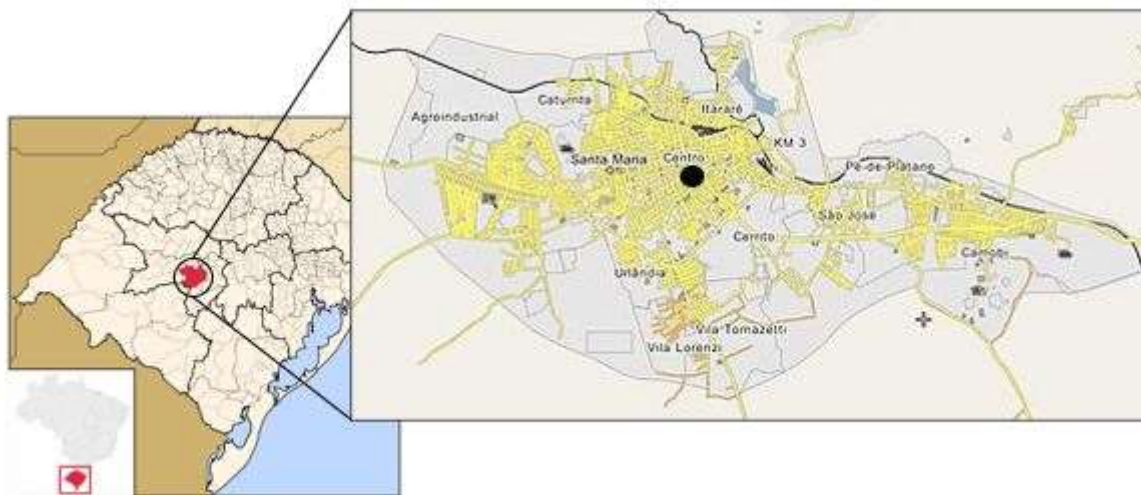 Itararé
Caturrita
Agroindustrial
KM 3
Santa Maria
Centro
Pé-de-Plátano
São José
Cerrito
Camobi
Urlândia
Vila Tomazetti
Vila Lorenzi